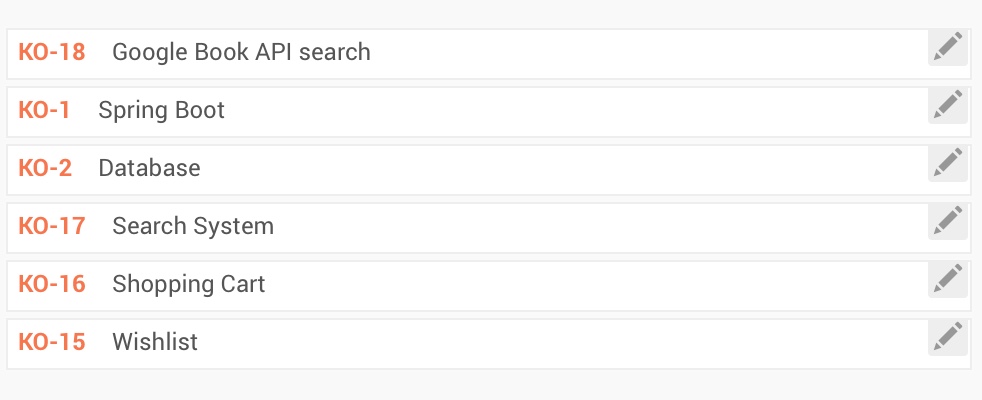 KO-18 Google Book API search
KO-1 Spring Boot
KO-2 Database
KO-17 Search System
KO-16 Shopping Cart
KO-15 Wishlist